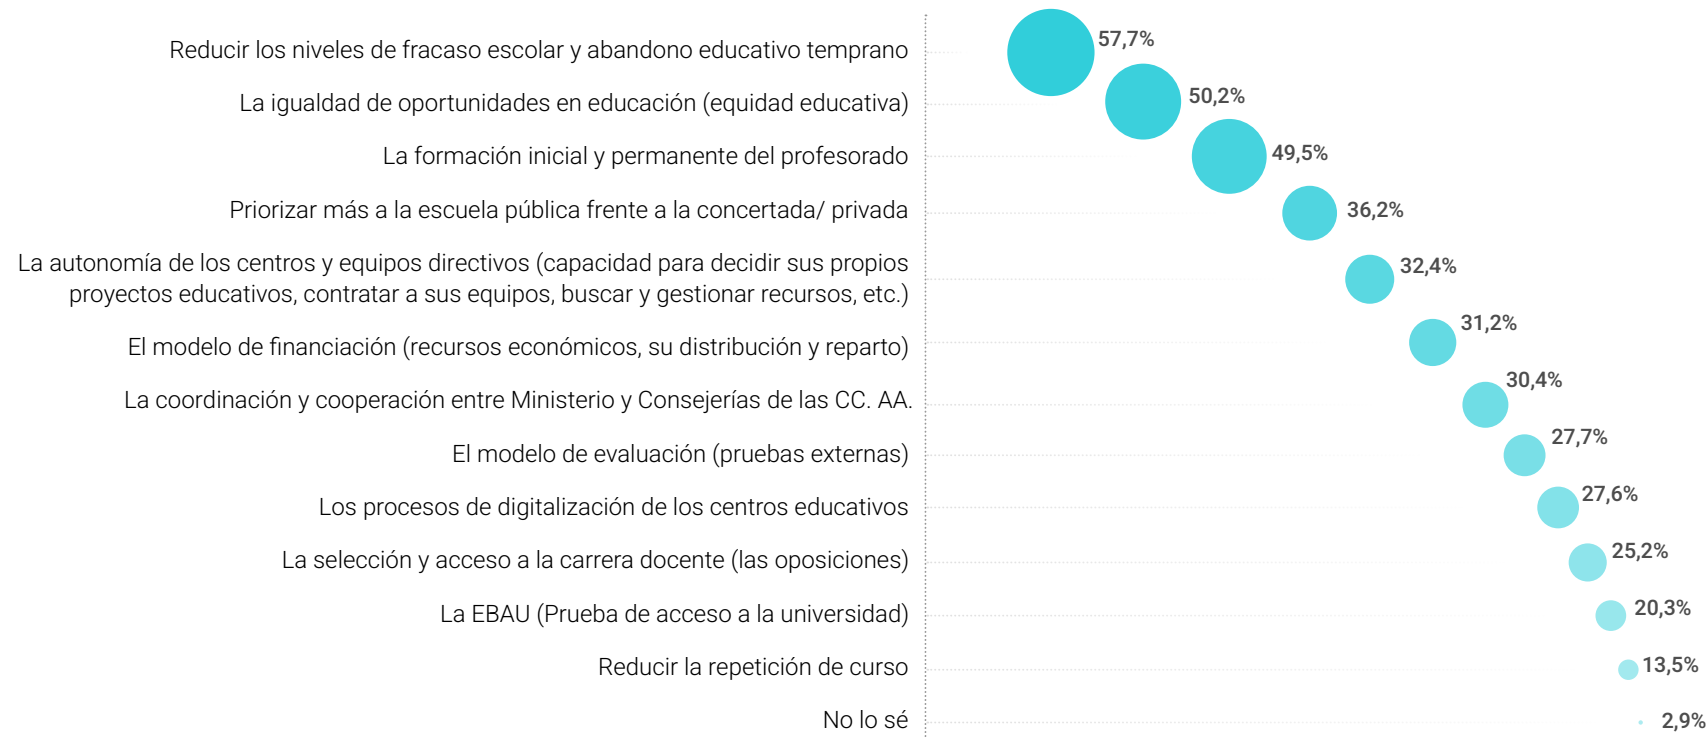 Reducir los niveles de fracaso escolar y abandono educativo temprano 57,7%
La igualdad de oportunidades en educación (equidad educativa) 50,2%
La formación inicial y permanente del profesorado 49,5%
Priorizar más a la escuela pública frente a la concertada/ privada 36,2%
La autonomía de los centros y equipos directivos (capacidad para decidir sus propios
proyectos educativos, contratar a sus equipos, buscar y gestionar recursos, etc.) 32,4%
El modelo de financiación (recursos económicos, su distribución y reparto) 31,2%
La coordinación y cooperación entre Ministerio y Consejerías de las CC. AA. 30,4%
El modelo de evaluación (pruebas externas) 27,7%
Los procesos de digitalización de los centros educativos 27,6%
La selección y acceso a la carrera docente (las oposiciones) 25,2%
La EBAU (Prueba de acceso a la universidad) 20,3%
Reducir la repetición de curso 13,5%
No lo sé 2,9%